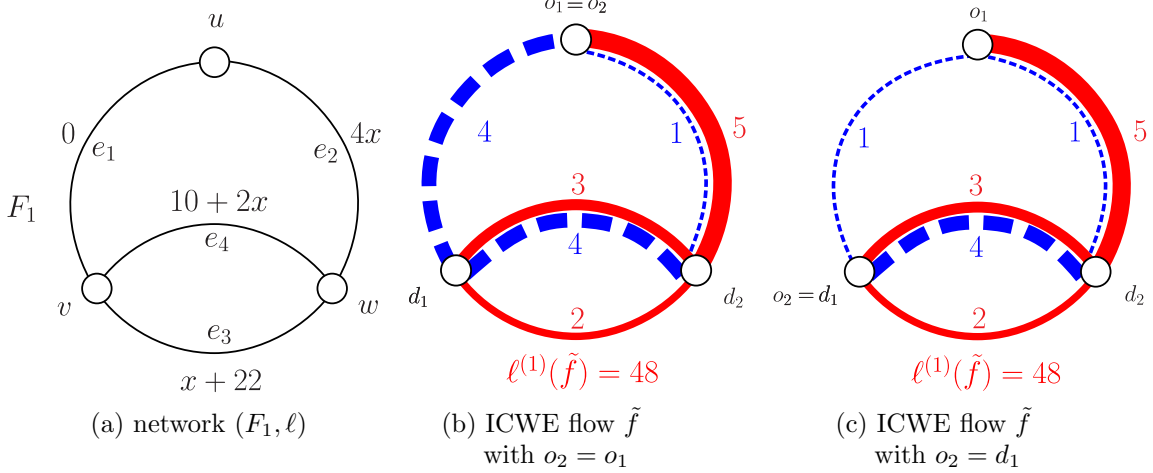 u
0
e₁
4x
e₂
F₁
10 + 2x
e₄
v
w
e₃
x + 22
(a) network (F₁, ℓ)
o₁ = o₂
4
1
5
3
4
d₁
d₂
2
ℓ⁽¹⁾(f̃) = 48
(b) ICWE flow f̃
with o₂ = o₁
o₁
1
1
5
3
4
o₂ = d₁
d₂
2
ℓ⁽¹⁾(f̃) = 48
(c) ICWE flow f̃
with o₂ = d₁